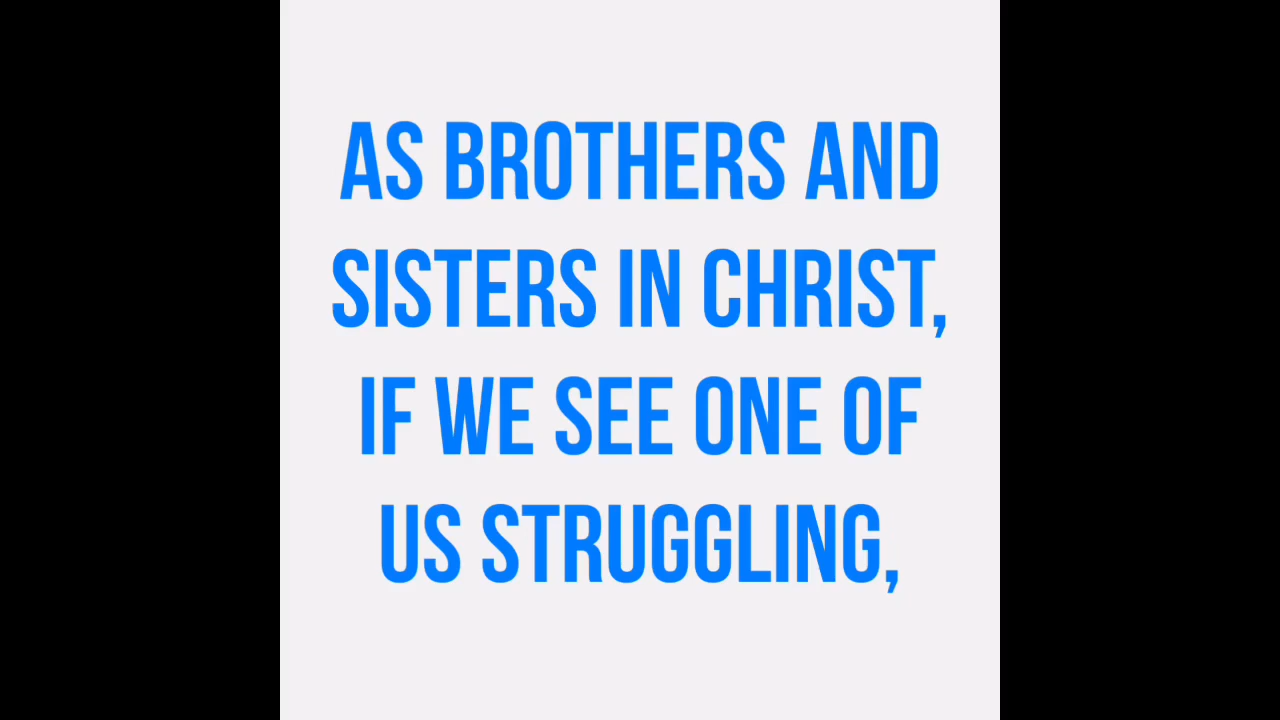 AS BROTHERS AND
SISTERS IN CHRIST,
IF WE SEE ONE OF
US STRUGGLING,